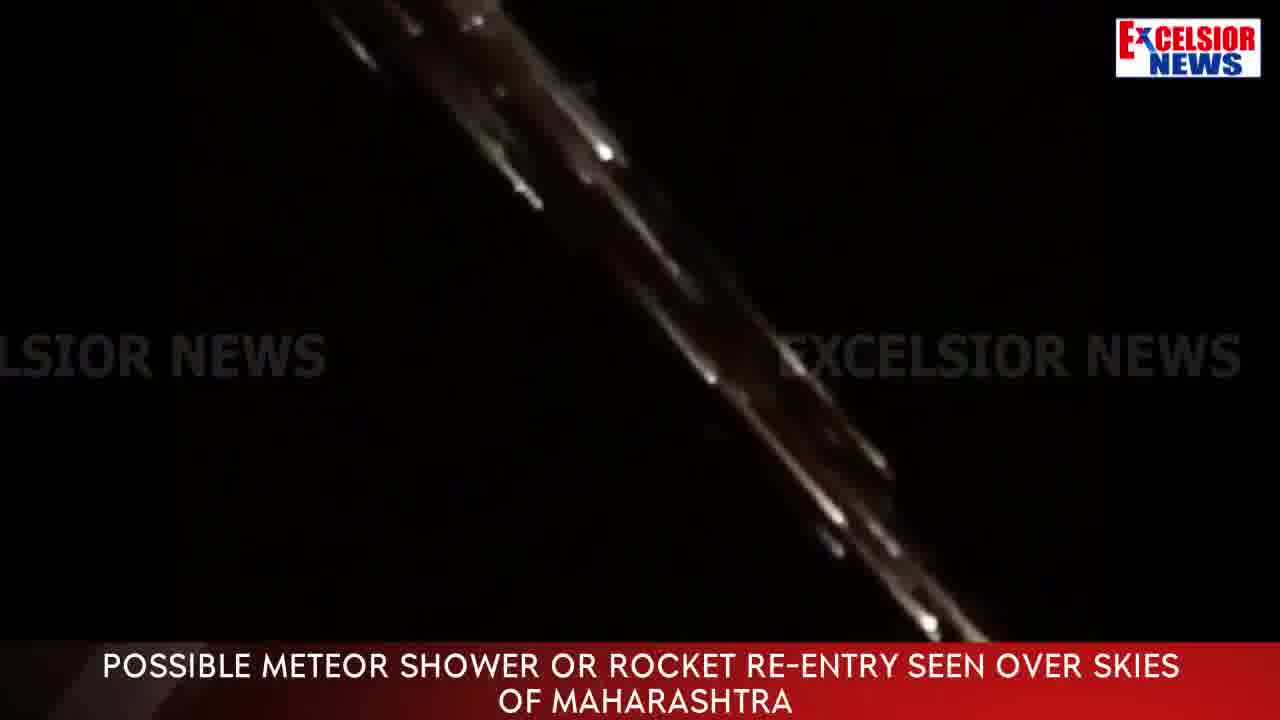 EXCELSIOR
NEWS
LSIOR NEWS
EXCELSIOR NEWS
POSSIBLE METEOR SHOWER OR ROCKET RE-ENTRY SEEN OVER SKIES
OF MAHARASHTRA